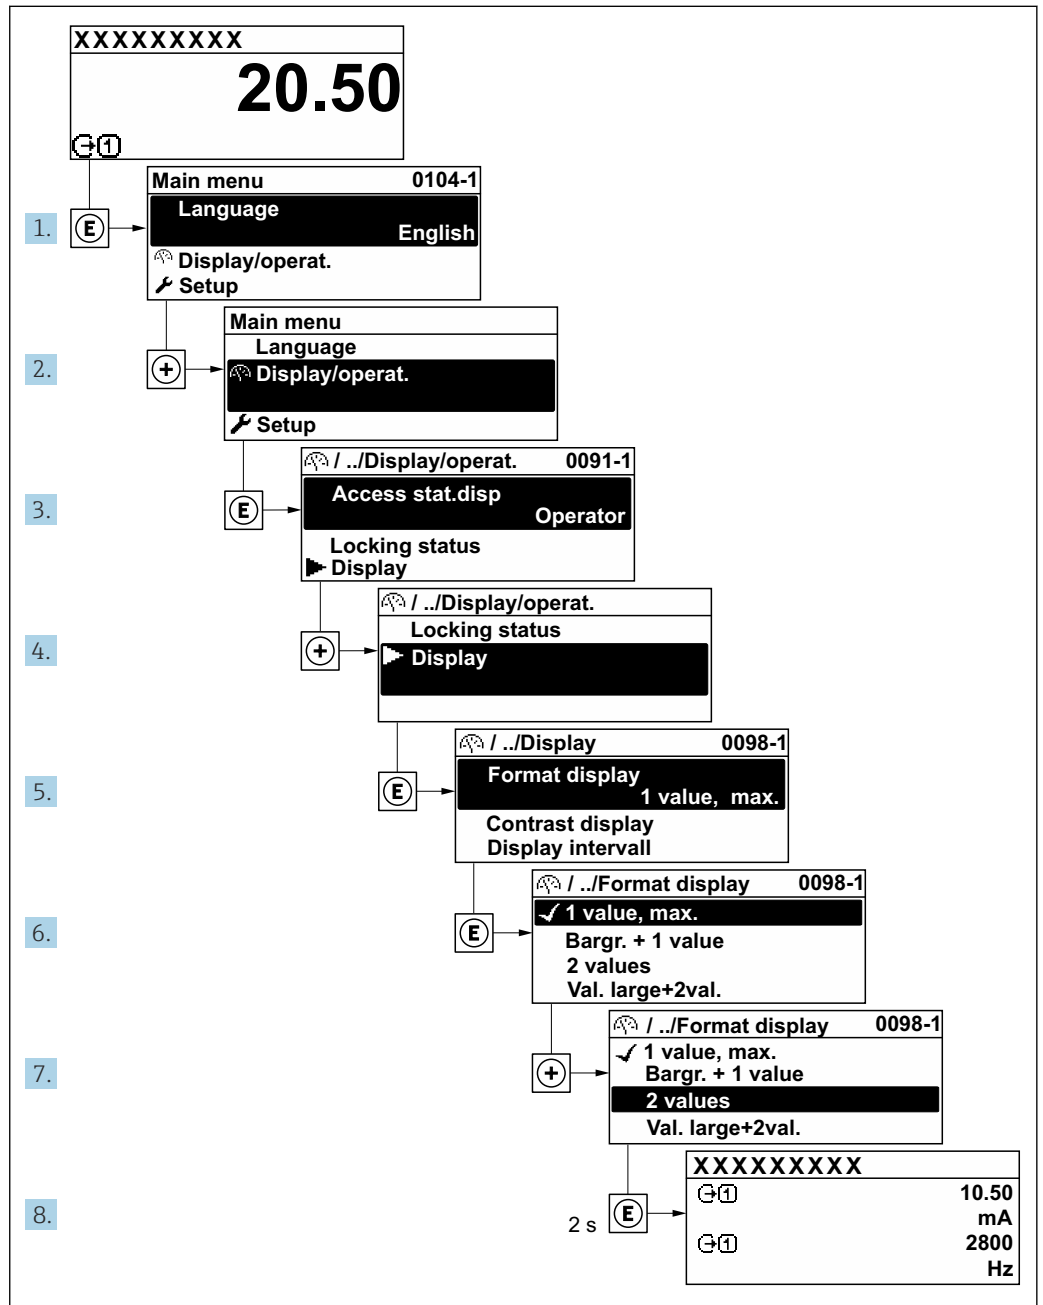 XXXXXXXXX
20.50
1
Main menu 0104-1
1. E Language
English
Display/operat.
Setup
Main menu
Language
2. + Display/operat.
Setup
/ ../Display/operat. 0091-1
Access stat.disp
3. E Operator
Locking status
Display
/ ../Display/operat.
Locking status
4. + Display
/ ../Display 0098-1
Format display
5. E 1 value, max.
Contrast display
Display intervall
/ ../Format display 0098-1
1 value, max.
6. E Bargr. + 1 value
2 values
Val. large+2val.
/ ../Format display 0098-1
1 value, max.
7. + Bargr. + 1 value
2 values
Val. large+2val.
XXXXXXXXX
1 10.50
8. 2 s E mA
1 2800
Hz